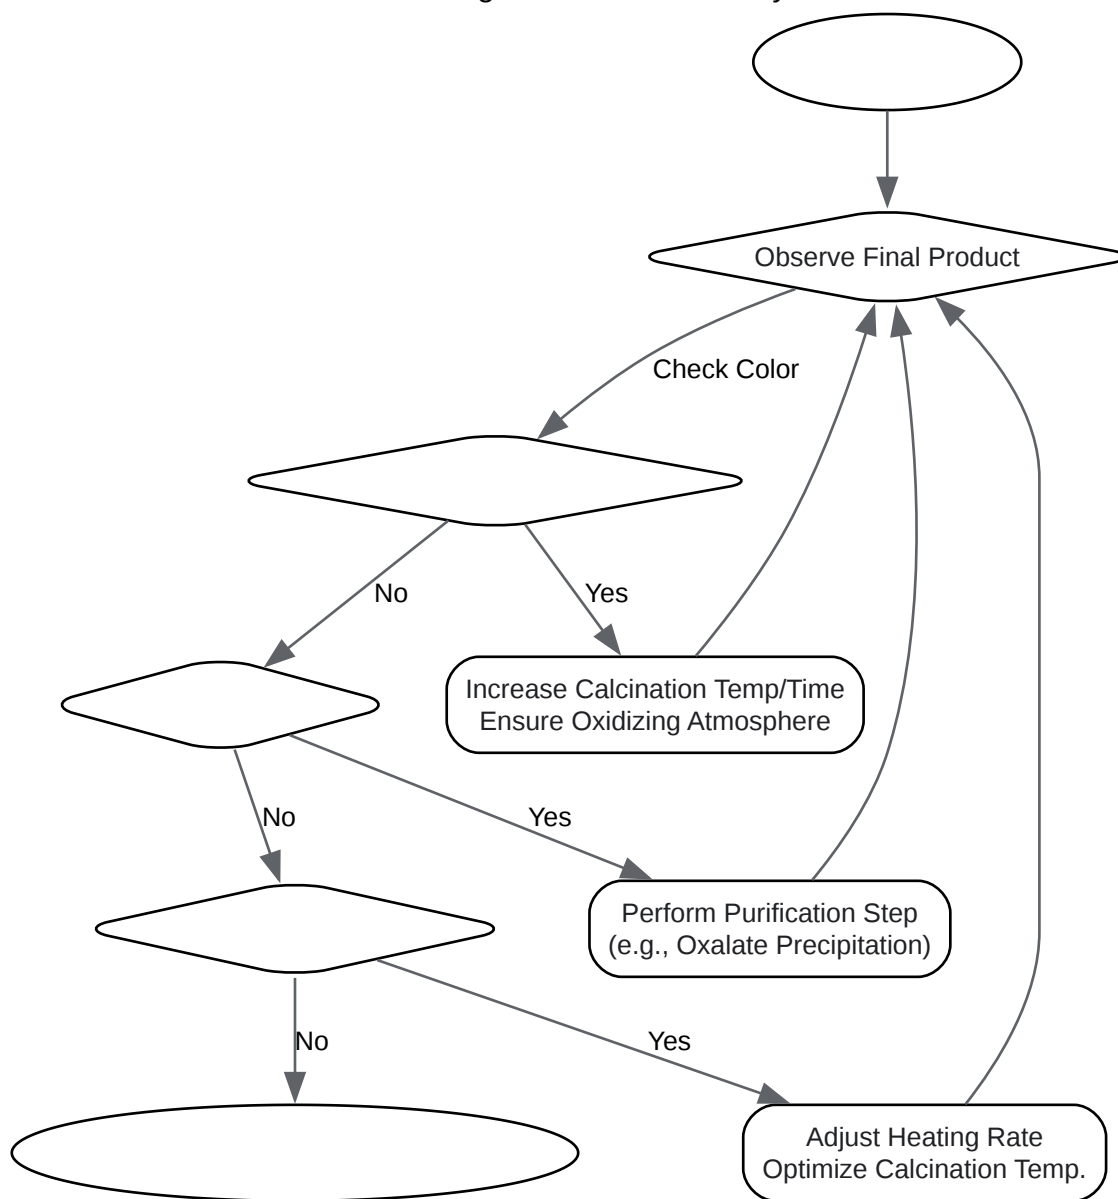 Observe Final Product
Check Color
No
Yes
Increase Calcination Temp/Time
Ensure Oxidizing Atmosphere
No
Yes
Perform Purification Step
(e.g., Oxalate Precipitation)
No
Yes
Adjust Heating Rate
Optimize Calcination Temp.